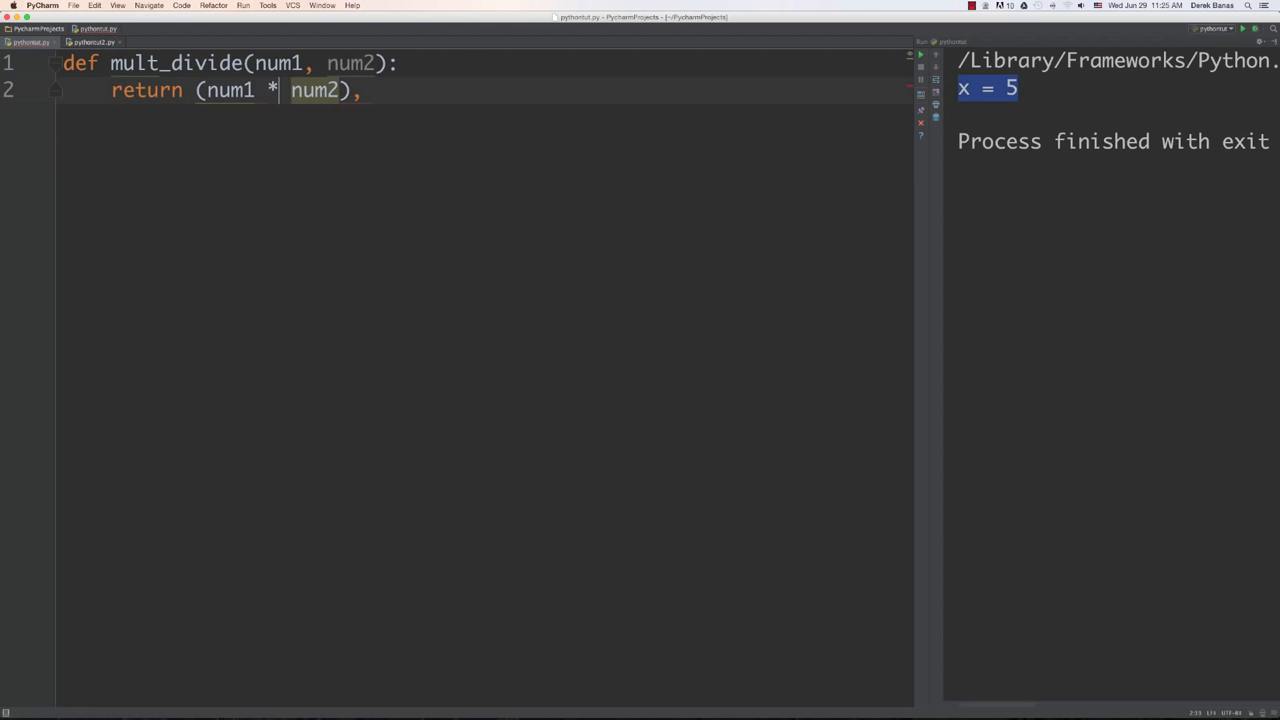 PyCharm File Edit View Navigate Code Refactor Run Tools VCS Window Help 10 Wed Jun 29 11:25 AM Derek Banas
pythontut.py - PycharmProjects - [~/PycharmProjects]
PycharmProjects pythontut.py pythontut
pythontut.py pythontut2.py Run pythontut
1 def mult_divide(num1, num2):
2 return (num1 * num2),
/Library/Frameworks/Python.
x = 5
Process finished with exit
2:19 LF÷ UTF-8÷